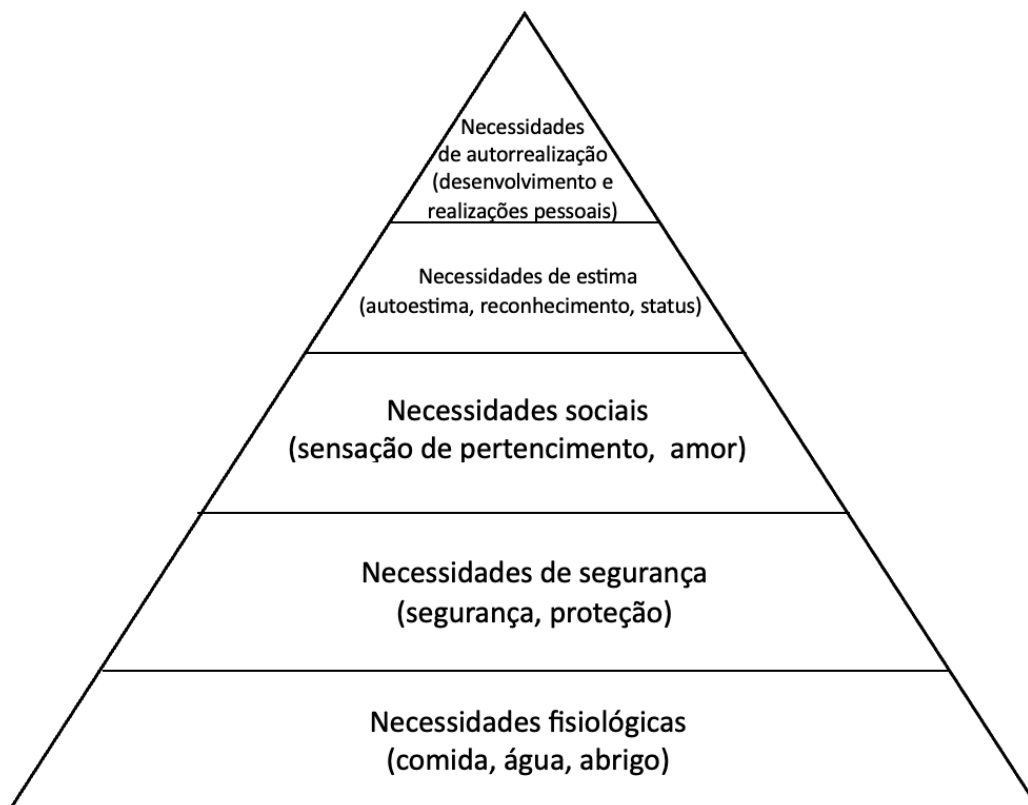 Necessidades
de autorrealização
(desenvolvimento e
realizações pessoais)
Necessidades de estima
(autoestima, reconhecimento, status)
Necessidades sociais
(sensação de pertencimento,  amor)
Necessidades de segurança
(segurança, proteção)
Necessidades fisiológicas
(comida, água, abrigo)